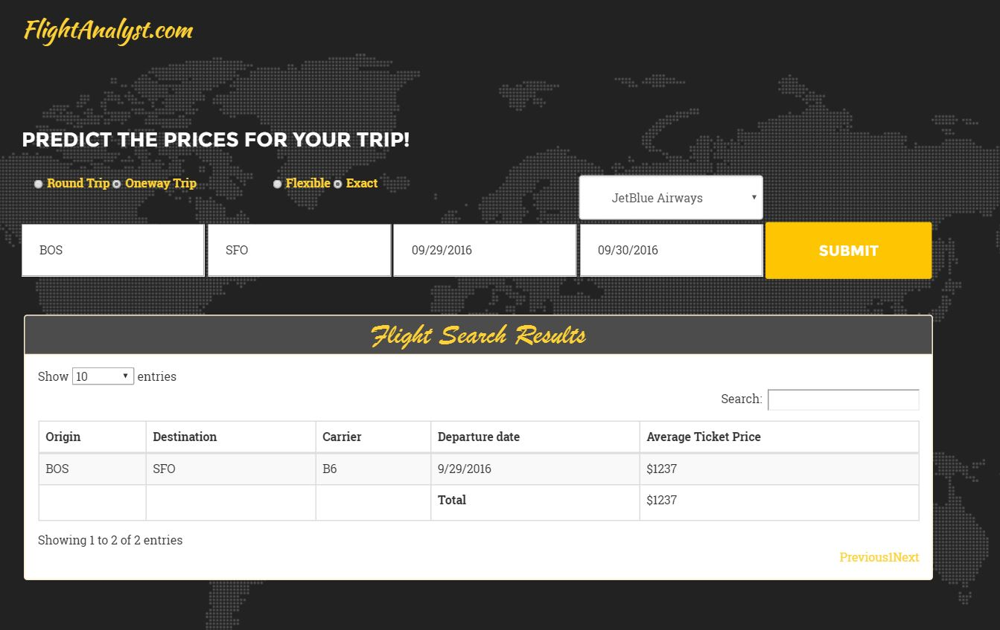 FlightAnalyst.com
PREDICT THE PRICES FOR YOUR TRIP!
Round Trip Oneway Trip Flexible Exact
JetBlue Airways
BOS SFO 09/29/2016 09/30/2016 SUBMIT
Flight Search Results
Show 10 entries
Search:
Origin Destination Carrier Departure date Average Ticket Price
BOS SFO B6 9/29/2016 $1237
Total $1237
Showing 1 to 2 of 2 entries
Previous1Next